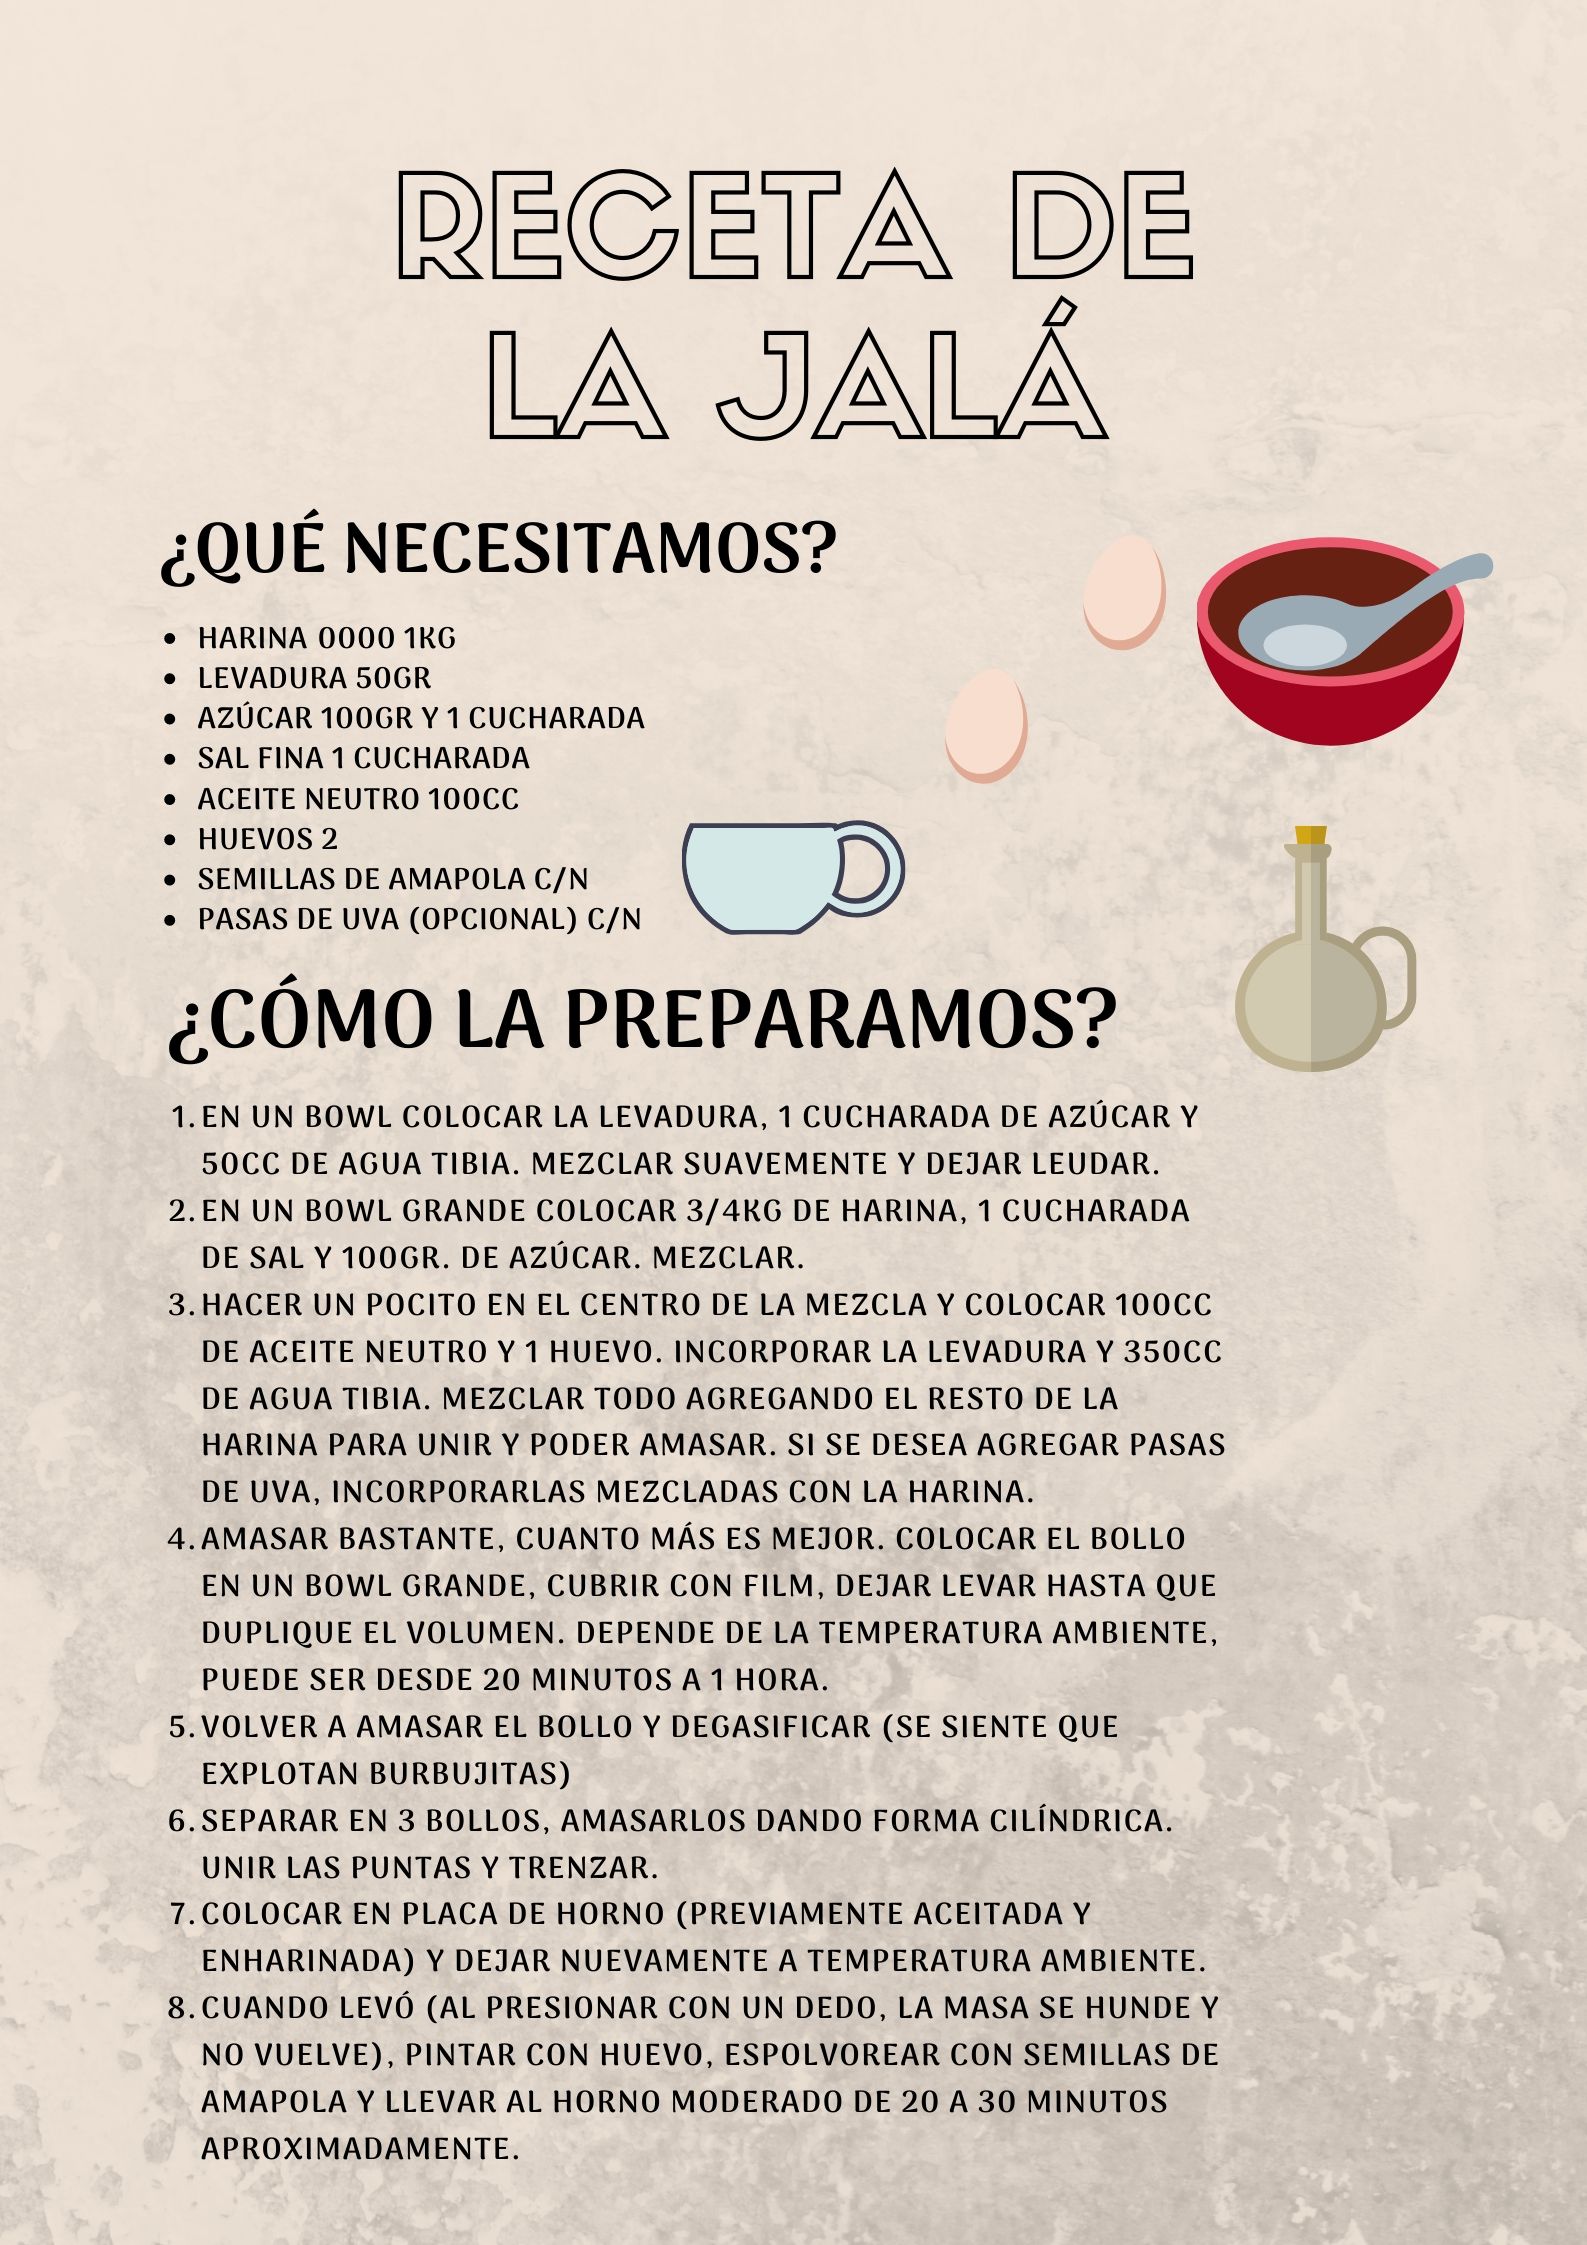 RECETA DE
LA JALÁ
¿QUÉ NECESITAMOS?
• HARINA 0000 1KG
• LEVADURA 50GR
• AZÚCAR 100GR Y 1 CUCHARADA
• SAL FINA 1 CUCHARADA
• ACEITE NEUTRO 100CC
• HUEVOS 2
• SEMILLAS DE AMAPOLA C/N
• PASAS DE UVA (OPCIONAL) C/N
¿CÓMO LA PREPARAMOS?
1. EN UN BOWL COLOCAR LA LEVADURA, 1 CUCHARADA DE AZÚCAR Y
50CC DE AGUA TIBIA. MEZCLAR SUAVEMENTE Y DEJAR LEUDAR.
2. EN UN BOWL GRANDE COLOCAR 3/4KG DE HARINA, 1 CUCHARADA
DE SAL Y 100GR. DE AZÚCAR. MEZCLAR.
3. HACER UN POCITO EN EL CENTRO DE LA MEZCLA Y COLOCAR 100CC
DE ACEITE NEUTRO Y 1 HUEVO. INCORPORAR LA LEVADURA Y 350CC
DE AGUA TIBIA. MEZCLAR TODO AGREGANDO EL RESTO DE LA
HARINA PARA UNIR Y PODER AMASAR. SI SE DESEA AGREGAR PASAS
DE UVA, INCORPORARLAS MEZCLADAS CON LA HARINA.
4. AMASAR BASTANTE, CUANTO MÁS ES MEJOR. COLOCAR EL BOLLO
EN UN BOWL GRANDE, CUBRIR CON FILM, DEJAR LEVAR HASTA QUE
DUPLIQUE EL VOLUMEN. DEPENDE DE LA TEMPERATURA AMBIENTE,
PUEDE SER DESDE 20 MINUTOS A 1 HORA.
5. VOLVER A AMASAR EL BOLLO Y DEGASIFICAR (SE SIENTE QUE
EXPLOTAN BURBUJITAS)
6. SEPARAR EN 3 BOLLOS, AMASARLOS DANDO FORMA CILÍNDRICA.
UNIR LAS PUNTAS Y TRENZAR.
7. COLOCAR EN PLACA DE HORNO (PREVIAMENTE ACEITADA Y
ENHARINADA) Y DEJAR NUEVAMENTE A TEMPERATURA AMBIENTE.
8. CUANDO LEVÓ (AL PRESIONAR CON UN DEDO, LA MASA SE HUNDE Y
NO VUELVE), PINTAR CON HUEVO, ESPOLVOREAR CON SEMILLAS DE
AMAPOLA Y LLEVAR AL HORNO MODERADO DE 20 A 30 MINUTOS
APROXIMADAMENTE.